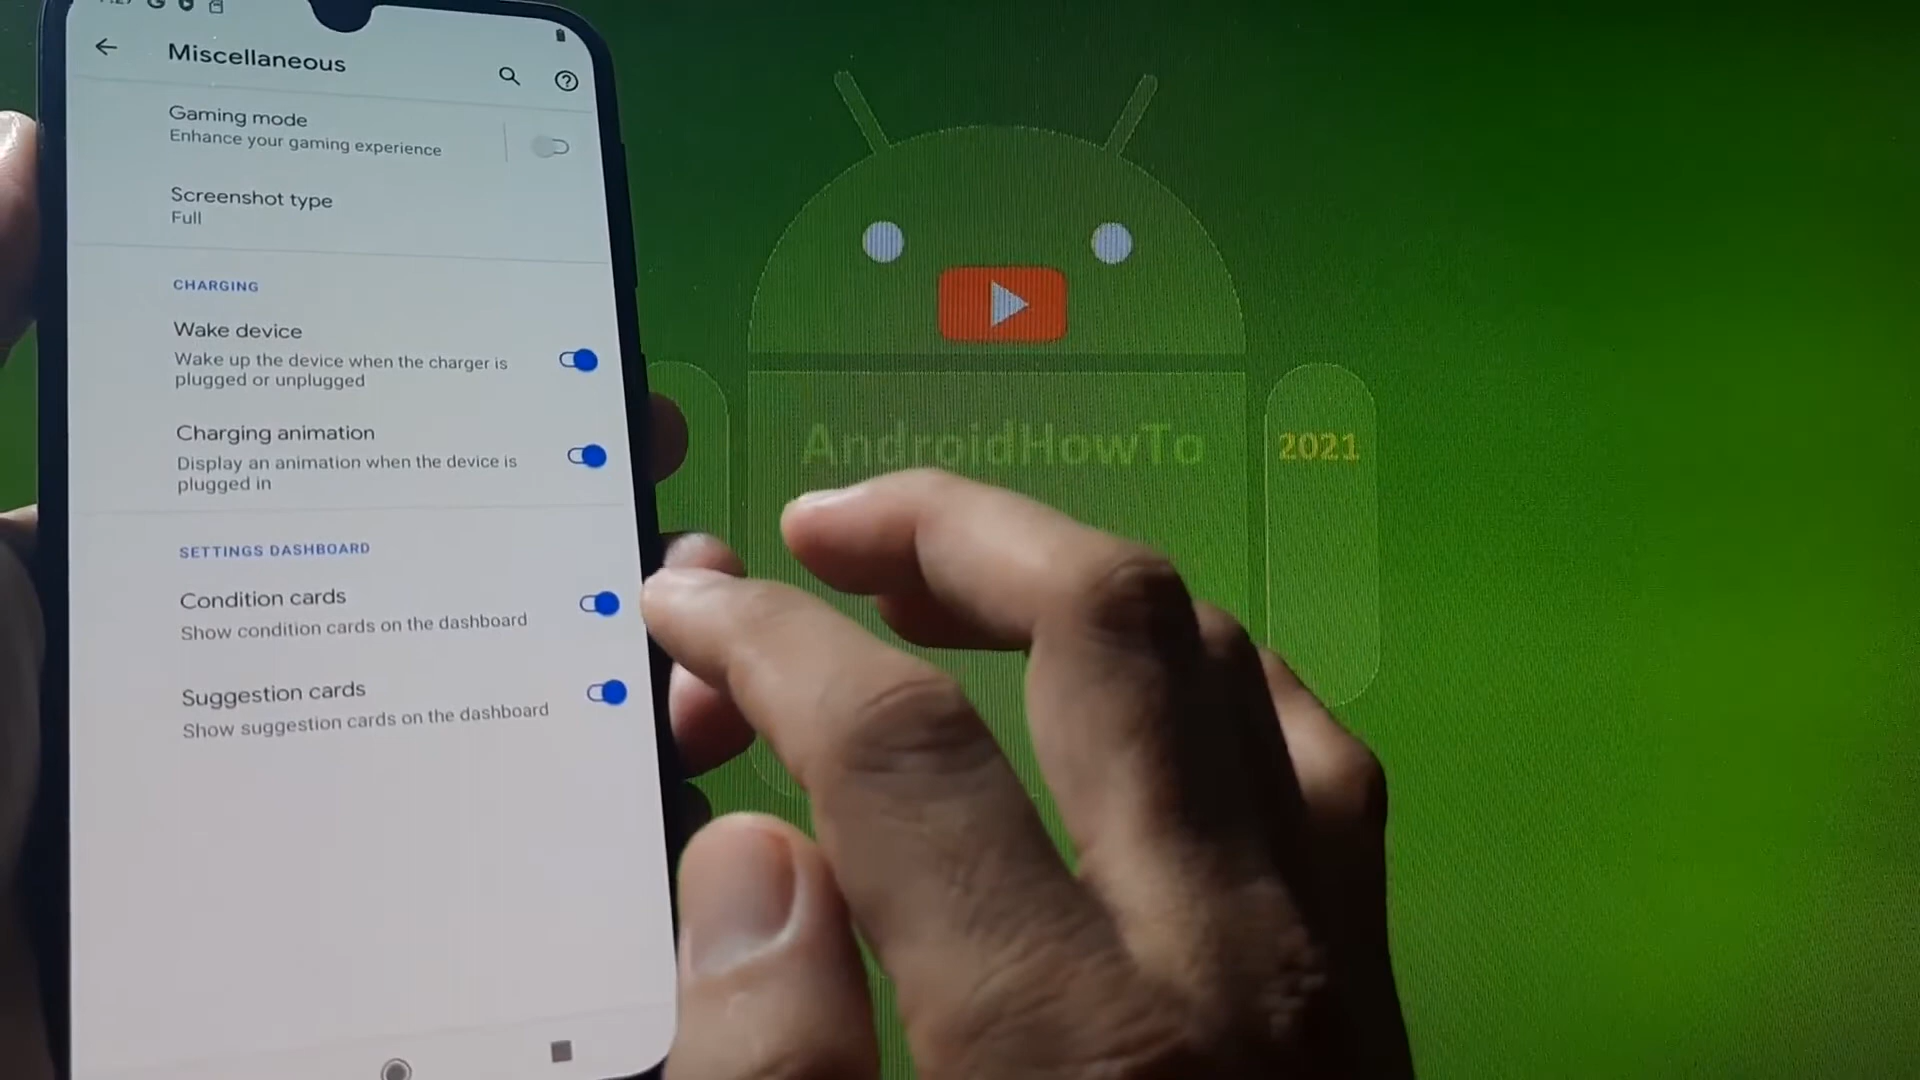 Miscellaneous
Gaming mode
Enhance your gaming experience
Screenshot type
Full
CHARGING
Wake device
Wake up the device when the charger is
plugged or unplugged
Charging animation
Display an animation when the device is
plugged in
SETTINGS DASHBOARD
Condition cards
Show condition cards on the dashboard
Suggestion cards
Show suggestion cards on the dashboard
AndroidHowTo
2021